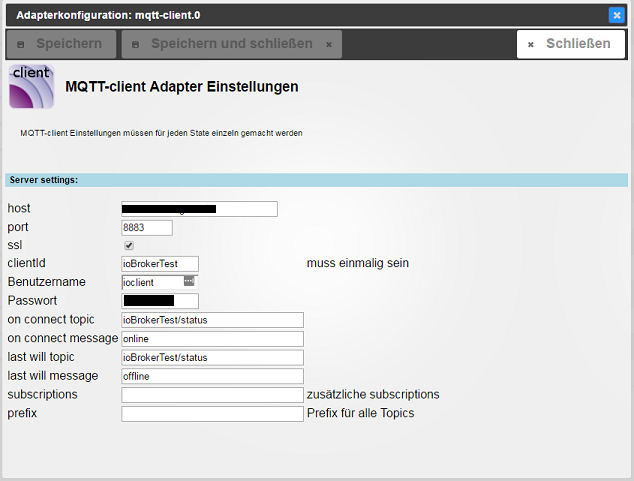 Adapterkonfiguration: mqtt-client.0
Speichern Speichern und schließen Schließen
client
MQTT-client Adapter Einstellungen
MQTT-client Einstellungen müssen für jeden State einzeln gemacht werden
Server settings:
host
port 8883
ssl
clientId ioBrokerTest muss einmalig sein
Benutzername ioclient
Passwort
on connect topic ioBrokerTest/status
on connect message online
last will topic ioBrokerTest/status
last will message offline
subscriptions zusätzliche subscriptions
prefix Prefix für alle Topics